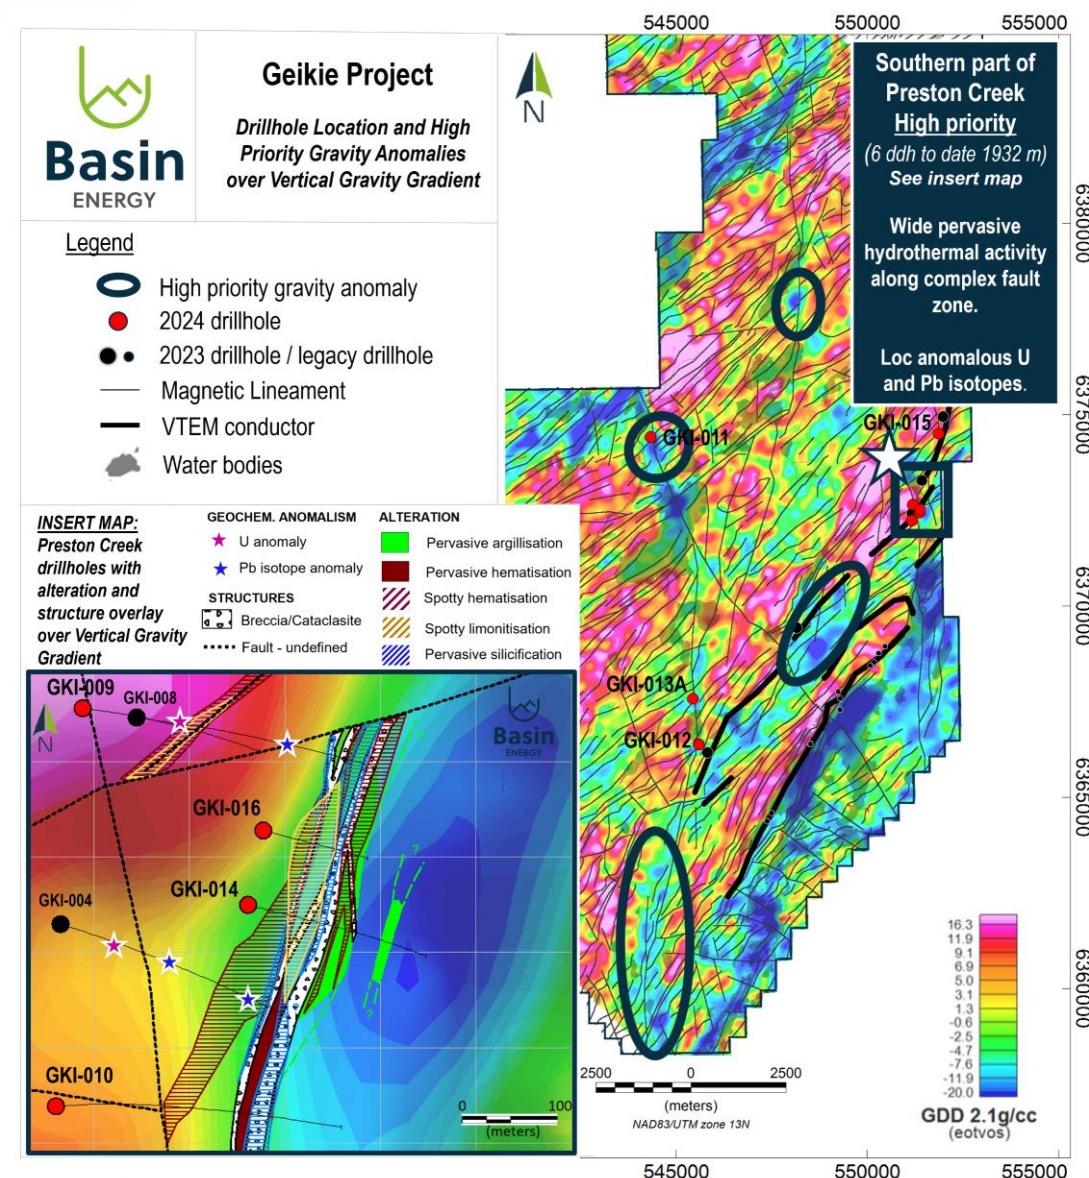 Basin
ENERGY
Geikie Project
Drillhole Location and High
Priority Gravity Anomalies
over Vertical Gravity Gradient
Legend
High priority gravity anomaly
2024 drillhole
2023 drillhole / legacy drillhole
Magnetic Lineament
VTEM conductor
Water bodies
INSERT MAP:
Preston Creek
drillholes with
alteration and
structure overlay
over Vertical Gravity
Gradient
GEOCHEM. ANOMALISM
U anomaly
Pb isotope anomaly
STRUCTURES
Breccia/Cataclasite
Fault - undefined
ALTERATION
Pervasive argillisation
Pervasive hematisation
Spotty hematisation
Spotty limonitisation
Pervasive silicification
GKI-009
GKI-008
N
Basin
ENERGY
GKI-016
GKI-014
GKI-004
GKI-010
?
?
?
?
0 100
(meters)
545000 550000 555000
N
Southern part of
Preston Creek
High priority
(6 ddh to date 1932 m)
See insert map
Wide pervasive
hydrothermal activity
along complex fault
zone.
Loc anomalous U
and Pb isotopes.
6380000
6375000
6370000
6365000
6360000
GKI-011
GKI-015
GKI-013A
GKI-012
2500 0 2500
(meters)
NAD83/UTM zone 13N
16.3
11.9
9.1
6.9
5.0
3.1
1.3
-0.6
-2.5
-4.7
-7.6
-11.9
-20.0
GDD 2.1g/cc
(eotvos)
545000 550000 555000